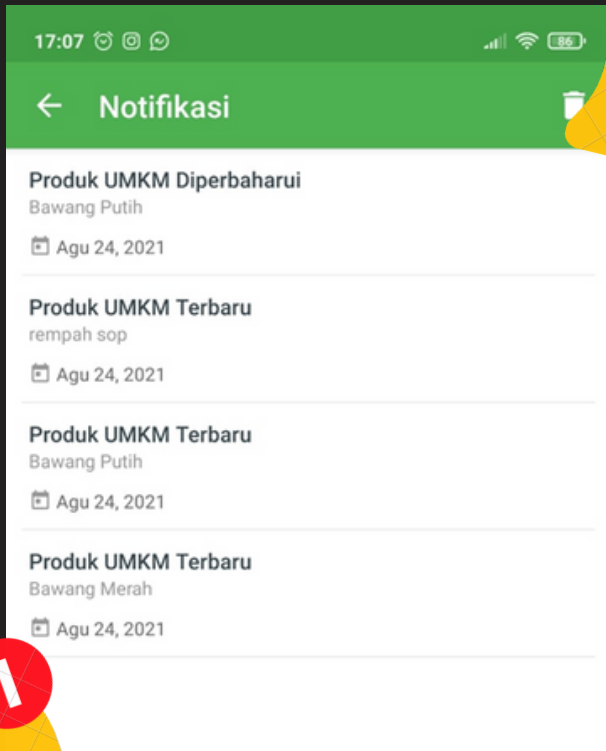 17:07
86
Notifikasi
Produk UMKM Diperbaharui
Bawang Putih
Agu 24, 2021
Produk UMKM Terbaru
rempah sop
Agu 24, 2021
Produk UMKM Terbaru
Bawang Putih
Agu 24, 2021
Produk UMKM Terbaru
Bawang Merah
Agu 24, 2021